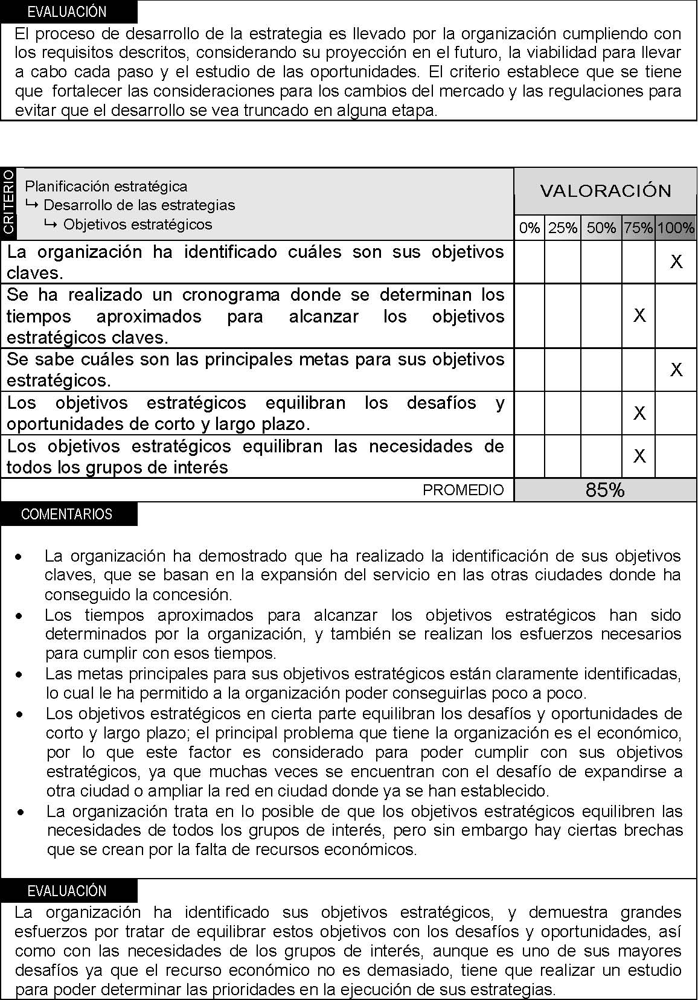 EVALUACIÓN
El proceso de desarrollo de la estrategia es llevado por la organización cumpliendo con
los requisitos descritos, considerando su proyección en el futuro, la viabilidad para llevar
a cabo cada paso y el estudio de las oportunidades. El criterio establece que se tiene
que fortalecer las consideraciones para los cambios del mercado y las regulaciones para
evitar que el desarrollo se vea truncado en alguna etapa.
CRITERIO
Planificación estratégica
↪ Desarrollo de las estrategias
↪ Objetivos estratégicos
VALORACIÓN
0% 25% 50% 75% 100%
La organización ha identificado cuáles son sus objetivos
claves.
X
Se ha realizado un cronograma donde se determinan los
tiempos aproximados para alcanzar los objetivos
estratégicos claves.
X
Se sabe cuáles son las principales metas para sus objetivos
estratégicos.
X
Los objetivos estratégicos equilibran los desafíos y
oportunidades de corto y largo plazo.
X
Los objetivos estratégicos equilibran las necesidades de
todos los grupos de interés
X
PROMEDIO 85%
COMENTARIOS
• La organización ha demostrado que ha realizado la identificación de sus objetivos
claves, que se basan en la expansión del servicio en las otras ciudades donde ha
conseguido la concesión.
• Los tiempos aproximados para alcanzar los objetivos estratégicos han sido
determinados por la organización, y también se realizan los esfuerzos necesarios
para cumplir con esos tiempos.
• Las metas principales para sus objetivos estratégicos están claramente identificadas,
lo cual le ha permitido a la organización poder conseguirlas poco a poco.
• Los objetivos estratégicos en cierta parte equilibran los desafíos y oportunidades de
corto y largo plazo; el principal problema que tiene la organización es el económico,
por lo que este factor es considerado para poder cumplir con sus objetivos
estratégicos, ya que muchas veces se encuentran con el desafío de expandirse a
otra ciudad o ampliar la red en ciudad donde ya se han establecido.
• La organización trata en lo posible de que los objetivos estratégicos equilibren las
necesidades de todos los grupos de interés, pero sin embargo hay ciertas brechas
que se crean por la falta de recursos económicos.
EVALUACIÓN
La organización ha identificado sus objetivos estratégicos, y demuestra grandes
esfuerzos por tratar de equilibrar estos objetivos con los desafíos y oportunidades, así
como con las necesidades de los grupos de interés, aunque es uno de sus mayores
desafíos ya que el recurso económico no es demasiado, tiene que realizar un estudio
para poder determinar las prioridades en la ejecución de sus estrategias.